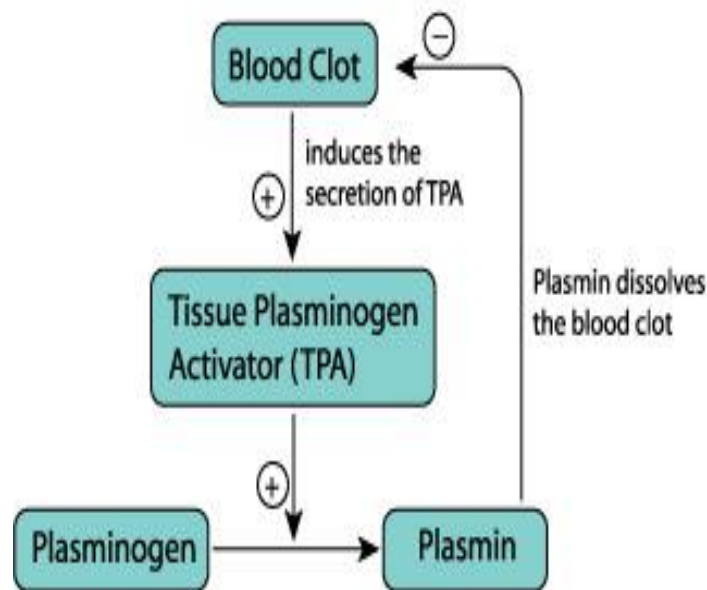 −
Blood Clot
induces the
secretion of TPA
+
Tissue Plasminogen
Activator (TPA)
Plasmin dissolves
the blood clot
+
Plasminogen
Plasmin